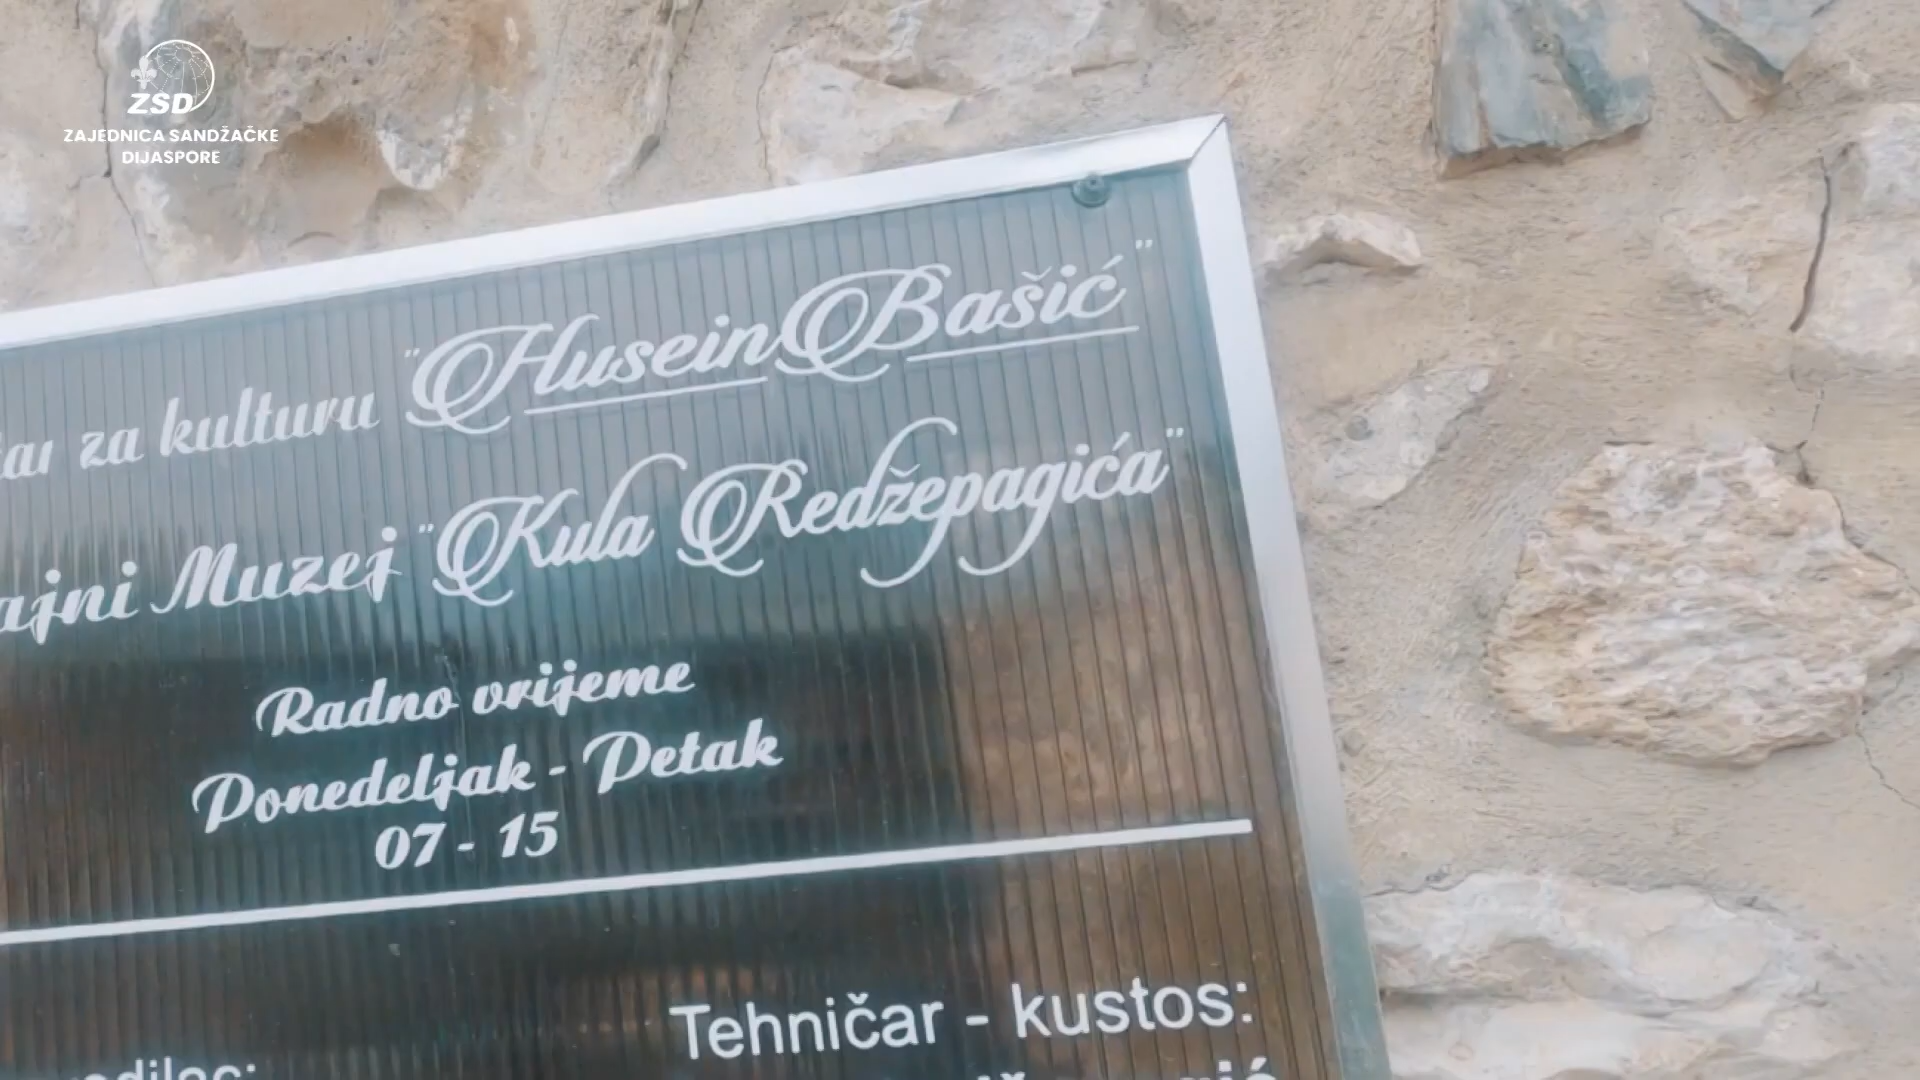 ZSD
ZAJEDNICA SANDŽAČKE
DIJASPORE
za kulturu "Husein Bašić"
Muzej "Kula Redžepagića"
Radno vrijeme
Ponedeljak - Petak
07 - 15
Tehničar - kustos: